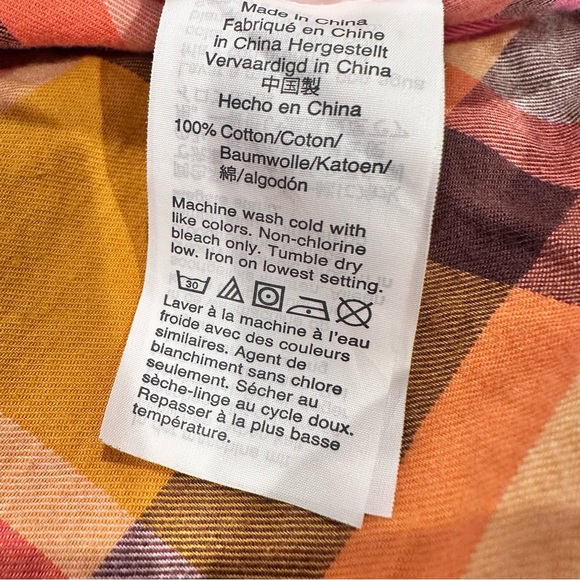 Made in China
Fabriqué en Chine
in China Hergestellt
Vervaardigd in China
中国製
Hecho en China
100% Cotton/Coton/
Baumwolle/Katoen/
綿/algodón
Machine wash cold with
like colors. Non-chlorine
bleach only. Tumble dry
low. Iron on lowest setting.
30
Laver à la machine à l'eau
froide avec des couleurs
similaires. Agent de
blanchiment sans chlore
seulement. Sécher au
sèche-linge au cycle doux.
Repasser à la plus basse
température.